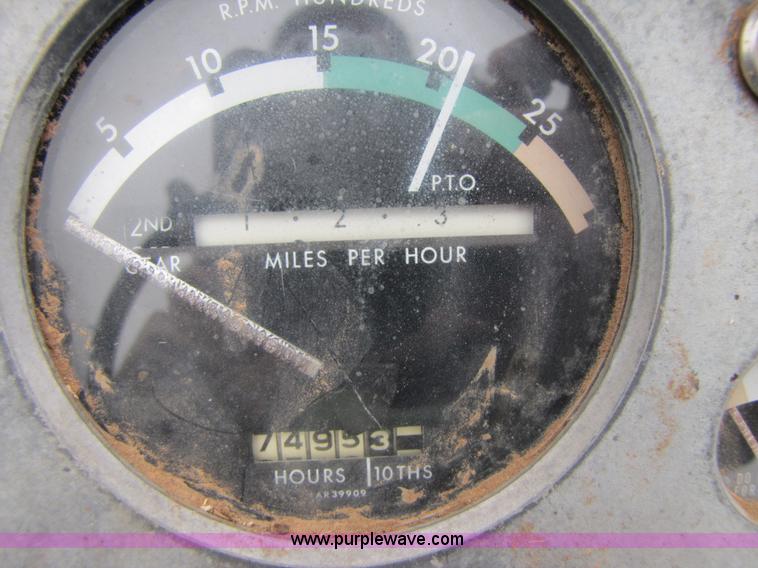 R.P.M. HUNDREDS
5 10 15 20 25
P.T.O.
2ND 1 · 2 · 3
GEAR MILES PER HOUR
74953
HOURS 10THS
AR39909
www.purplewave.com